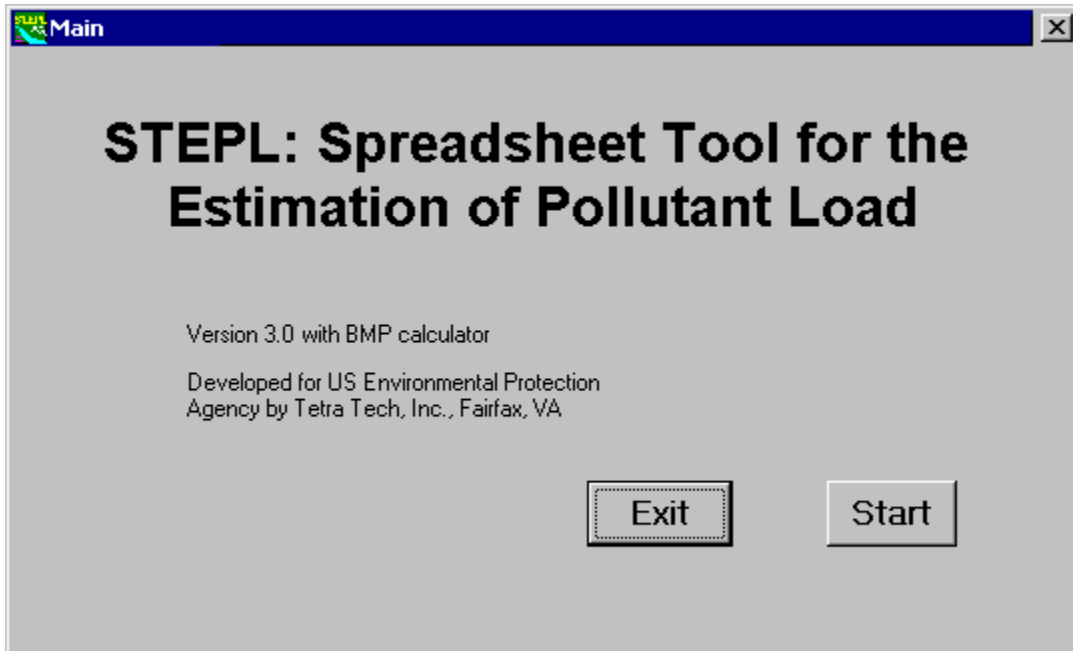 Main
STEPL: Spreadsheet Tool for the
Estimation of Pollutant Load
Version 3.0 with BMP calculator
Developed for US Environmental Protection
Agency by Tetra Tech, Inc., Fairfax, VA
Exit
Start